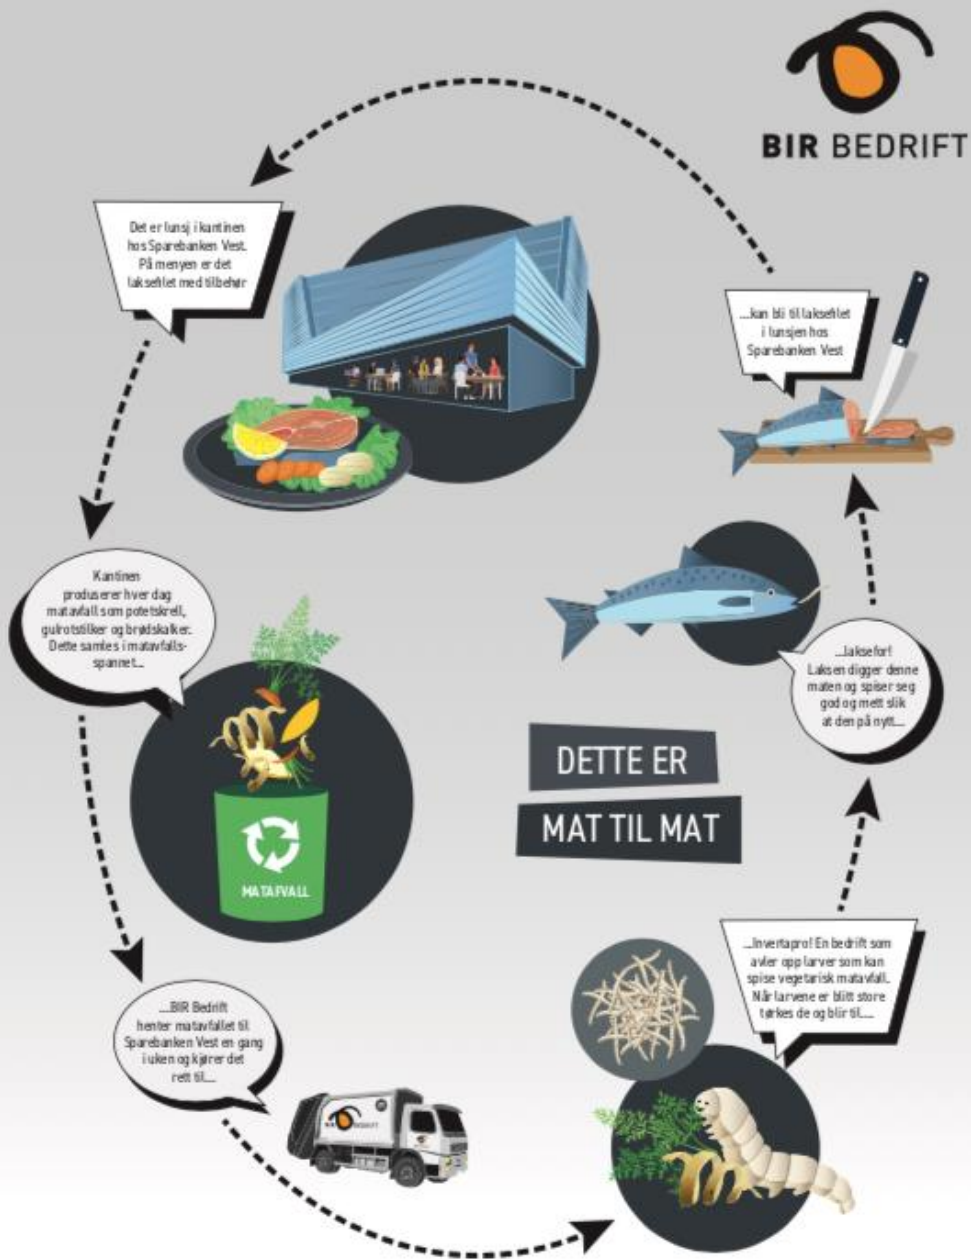 BIR BEDRIFT
Det er lunsj i kantinen
hos Sparebanken Vest.
På menyen er det
laksefilet med tilbehør
Kantinen
produserer hver dag
matavfall som potetskrell,
gulrotstilker og brødskalker.
Dette samles i matavfalls-
spannet...
MATAFVALL
...BIR Bedrift
henter matavfallet til
Sparebanken Vest en gang
i uken og kjører det
rett til....
BIR BEDRIFT
...Invertapro! En bedrift som
avler opp larver som kan
spise vegetarisk matavfall.
Når larvene er blitt store
tørkes de og blir til.....
...laksefor!
Laksen digger denne
maten og spiser seg
god og mett slik
at den på nytt....
...kan bli til laksefilet
i lunsjen hos
Sparebanken Vest
DETTE ER
MAT TIL MAT